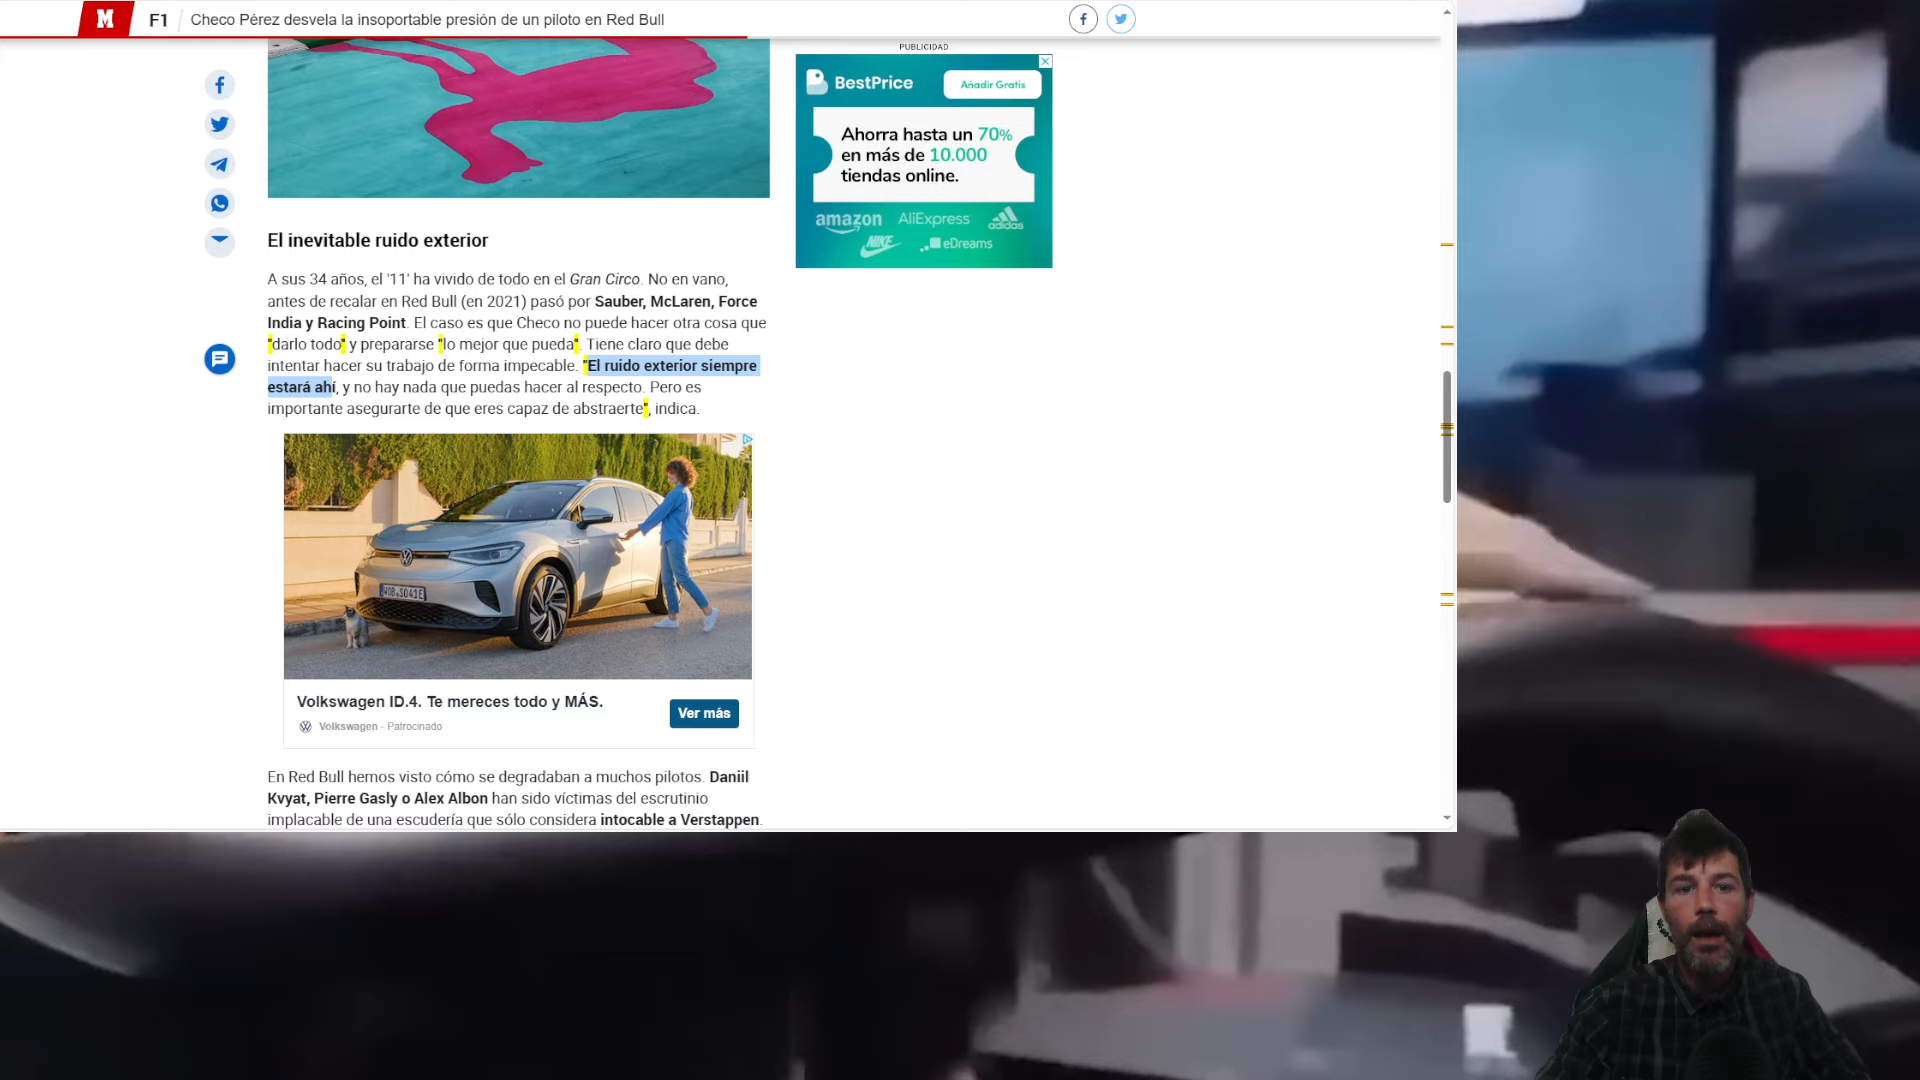 M F1 Checo Pérez desvela la insoportable presión de un piloto en Red Bull
El inevitable ruido exterior
A sus 34 años, el '11' ha vivido de todo en el Gran Circo. No en vano,
antes de recalar en Red Bull (en 2021) pasó por Sauber, McLaren, Force
India y Racing Point. El caso es que Checo no puede hacer otra cosa que
"darlo todo" y prepararse "lo mejor que pueda". Tiene claro que debe
intentar hacer su trabajo de forma impecable. "El ruido exterior siempre
estará ahí, y no hay nada que puedas hacer al respecto. Pero es
importante asegurarte de que eres capaz de abstraerte", indica.
WOB SO41E
Volkswagen ID.4. Te mereces todo y MÁS.
Volkswagen - Patrocinado
Ver más
En Red Bull hemos visto cómo se degradaban a muchos pilotos. Daniil
Kvyat, Pierre Gasly o Alex Albon han sido víctimas del escrutinio
implacable de una escudería que sólo considera intocable a Verstappen.
PUBLICIDAD
BestPrice
Añadir Gratis
Ahorra hasta un 70%
en más de 10.000
tiendas online.
amazon AliExpress adidas
NIKE eDreams